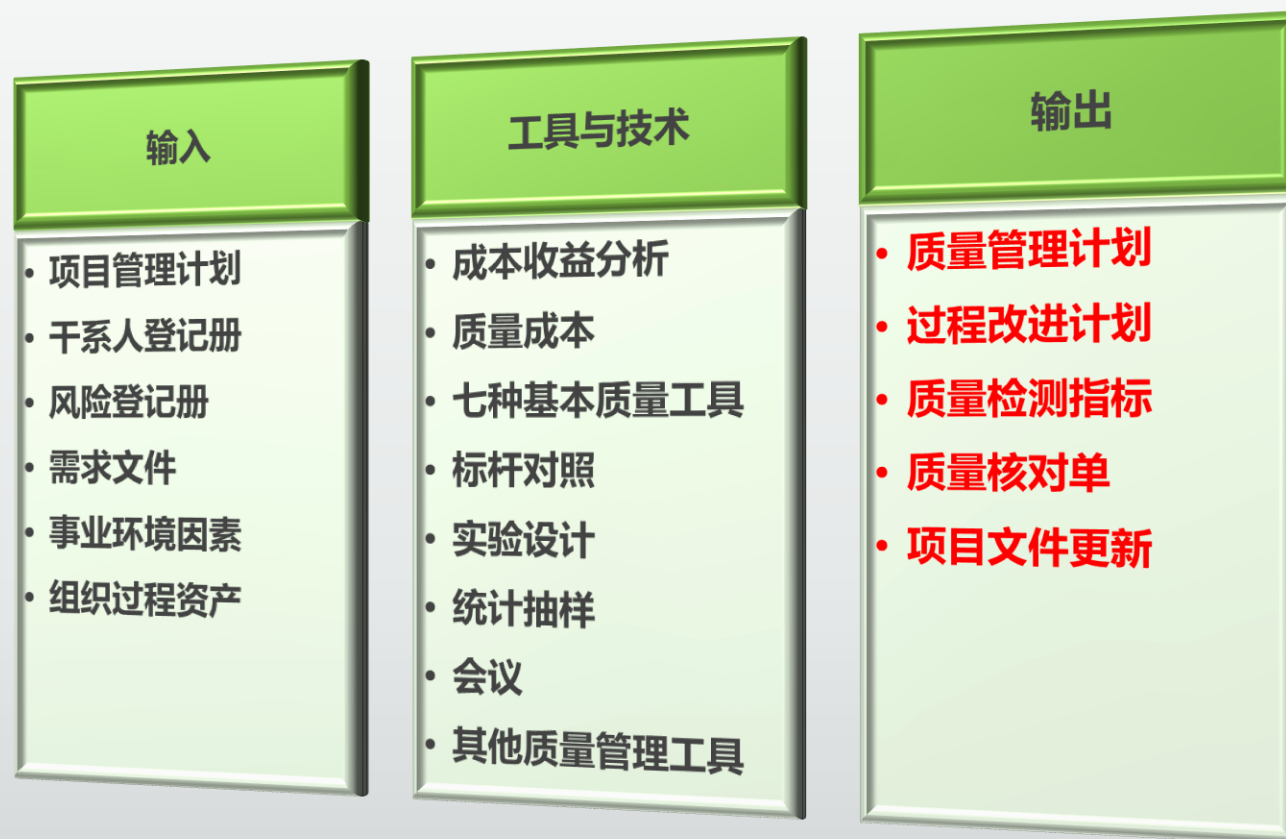 输入
• 项目管理计划
• 干系人登记册
• 风险登记册
• 需求文件
• 事业环境因素
• 组织过程资产
工具与技术
• 成本收益分析
• 质量成本
• 七种基本质量工具
• 标杆对照
• 实验设计
• 统计抽样
• 会议
• 其他质量管理工具
输出
• 质量管理计划
• 过程改进计划
• 质量检测指标
• 质量核对单
• 项目文件更新